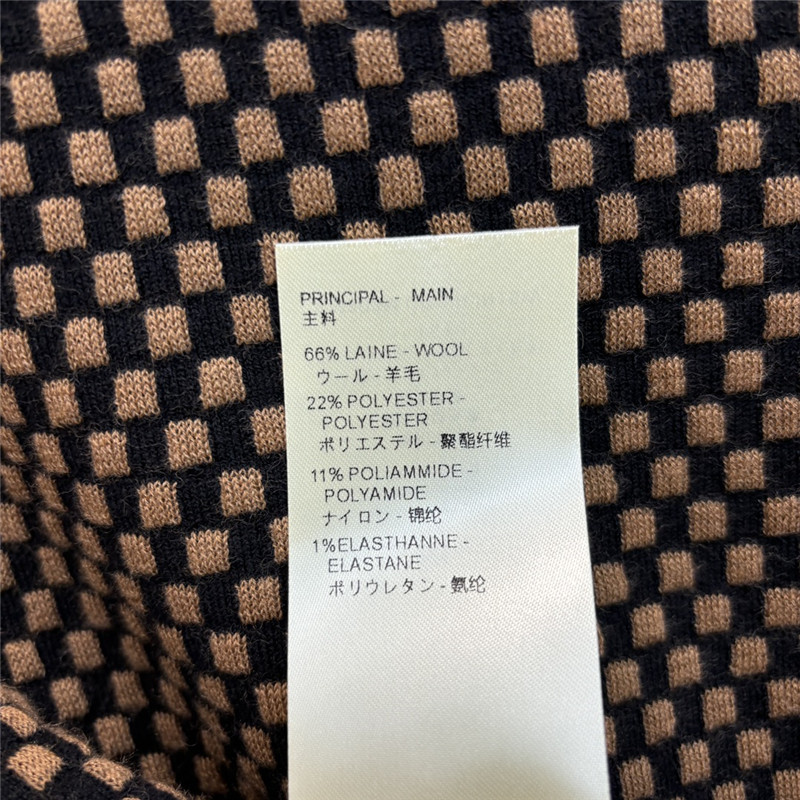 PRINCIPAL - MAIN
主料
66% LAINE - WOOL
ウール - 羊毛
22% POLYESTER -
POLYESTER
ポリエステル - 聚酯纤维
11% POLIAMMIDE -
POLYAMIDE
ナイロン - 锦纶
1%ELASTHANNE -
ELASTANE
ポリウレタン - 氨纶